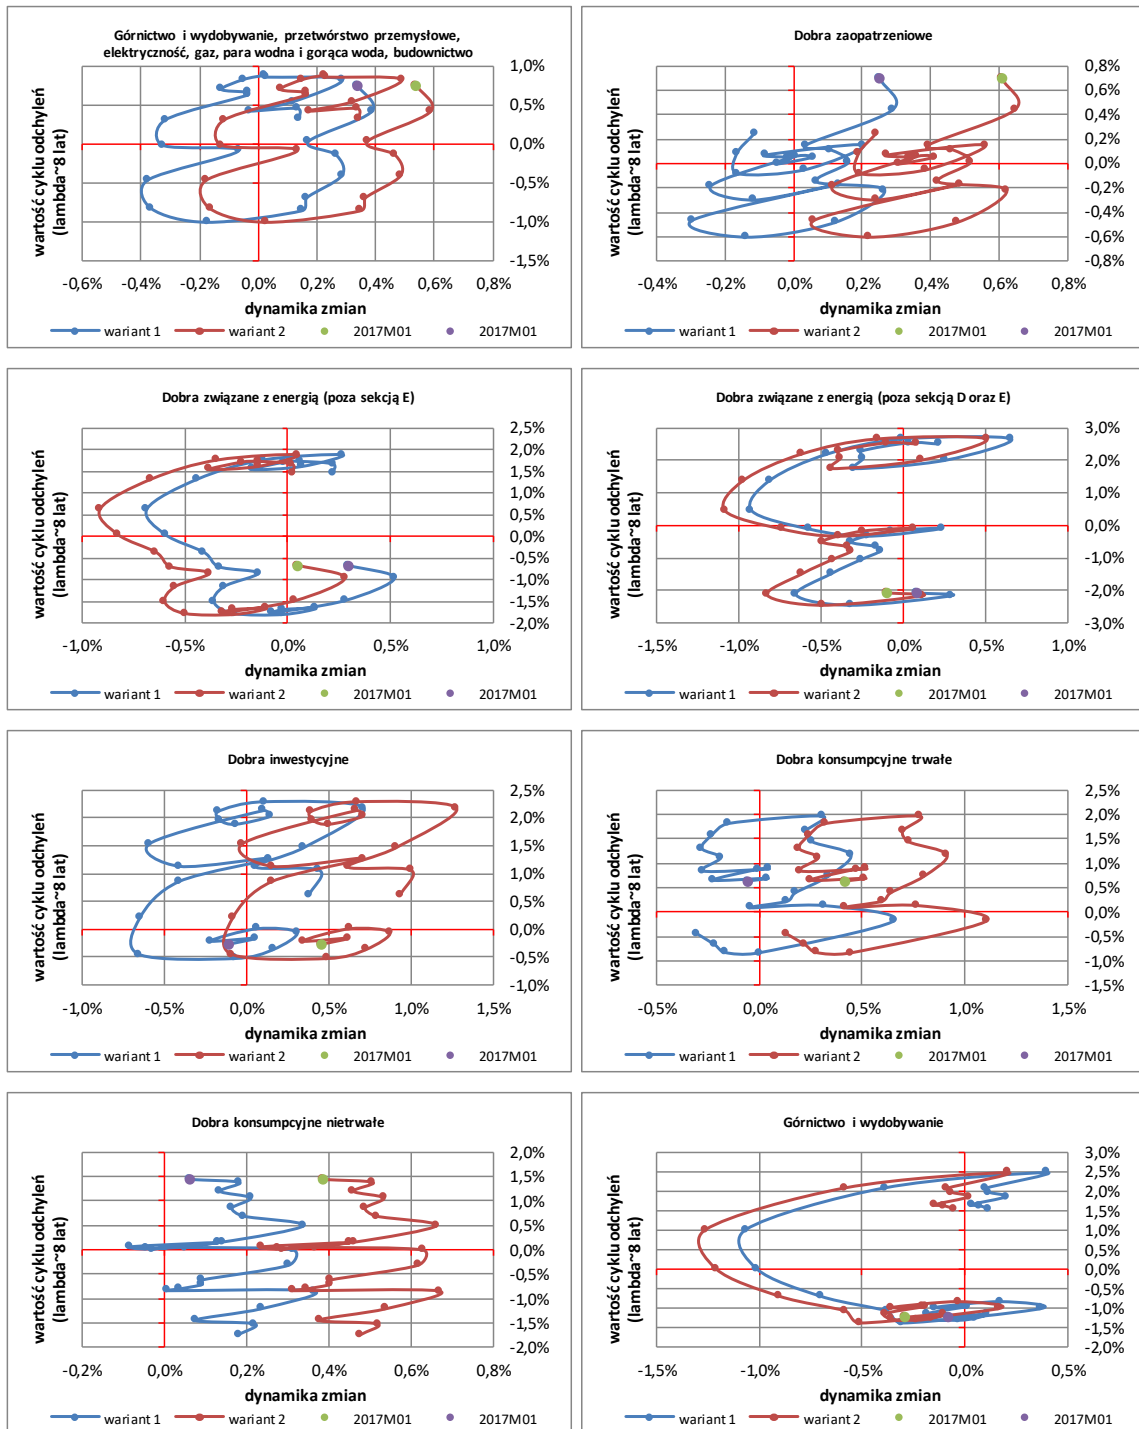 Górnictwo i wydobywanie, przetwórstwo przemysłowe,
elektryczność, gaz, para wodna i gorąca woda, budownictwo
wartość cyklu odchyleń
(lambda~8 lat)
1,0%
0,5%
0,0%
-0,5%
-1,0%
-1,5%
-0,6% -0,4% -0,2% 0,0% 0,2% 0,4% 0,6% 0,8%
dynamika zmian
wariant 1 wariant 2 2017M01 2017M01
Dobra zaopatrzeniowe
wartość cyklu odchyleń
(lambda~8 lat)
0,8%
0,6%
0,4%
0,2%
0,0%
-0,2%
-0,4%
-0,6%
-0,8%
-0,4% -0,2% 0,0% 0,2% 0,4% 0,6% 0,8%
dynamika zmian
wariant 1 wariant 2 2017M01 2017M01
Dobra związane z energią (poza sekcją E)
wartość cyklu odchyleń
(lambda~8 lat)
2,5%
2,0%
1,5%
1,0%
0,5%
0,0%
-0,5%
-1,0%
-1,5%
-2,0%
-1,0% -0,5% 0,0% 0,5% 1,0%
dynamika zmian
wariant 1 wariant 2 2017M01 2017M01
Dobra związane z energią (poza sekcją D oraz E)
wartość cyklu odchyleń
(lambda~8 lat)
3,0%
2,0%
1,0%
0,0%
-1,0%
-2,0%
-3,0%
-1,5% -1,0% -0,5% 0,0% 0,5% 1,0%
dynamika zmian
wariant 1 wariant 2 2017M01 2017M01
Dobra inwestycyjne
wartość cyklu odchyleń
(lambda~8 lat)
2,5%
2,0%
1,5%
1,0%
0,5%
0,0%
-0,5%
-1,0%
-1,0% -0,5% 0,0% 0,5% 1,0% 1,5%
dynamika zmian
wariant 1 wariant 2 2017M01 2017M01
Dobra konsumpcyjne trwałe
wartość cyklu odchyleń
(lambda~8 lat)
2,5%
2,0%
1,5%
1,0%
0,5%
0,0%
-0,5%
-1,0%
-1,5%
-0,5% 0,0% 0,5% 1,0% 1,5%
dynamika zmian
wariant 1 wariant 2 2017M01 2017M01
Dobra konsumpcyjne nietrwałe
wartość cyklu odchyleń
(lambda~8 lat)
2,0%
1,5%
1,0%
0,5%
0,0%
-0,5%
-1,0%
-1,5%
-2,0%
-0,2% 0,0% 0,2% 0,4% 0,6% 0,8%
dynamika zmian
wariant 1 wariant 2 2017M01 2017M01
Górnictwo i wydobywanie
wartość cyklu odchyleń
(lambda~8 lat)
3,0%
2,5%
2,0%
1,5%
1,0%
0,5%
0,0%
-0,5%
-1,0%
-1,5%
-2,0%
-1,5% -1,0% -0,5% 0,0% 0,5%
dynamika zmian
wariant 1 wariant 2 2017M01 2017M01